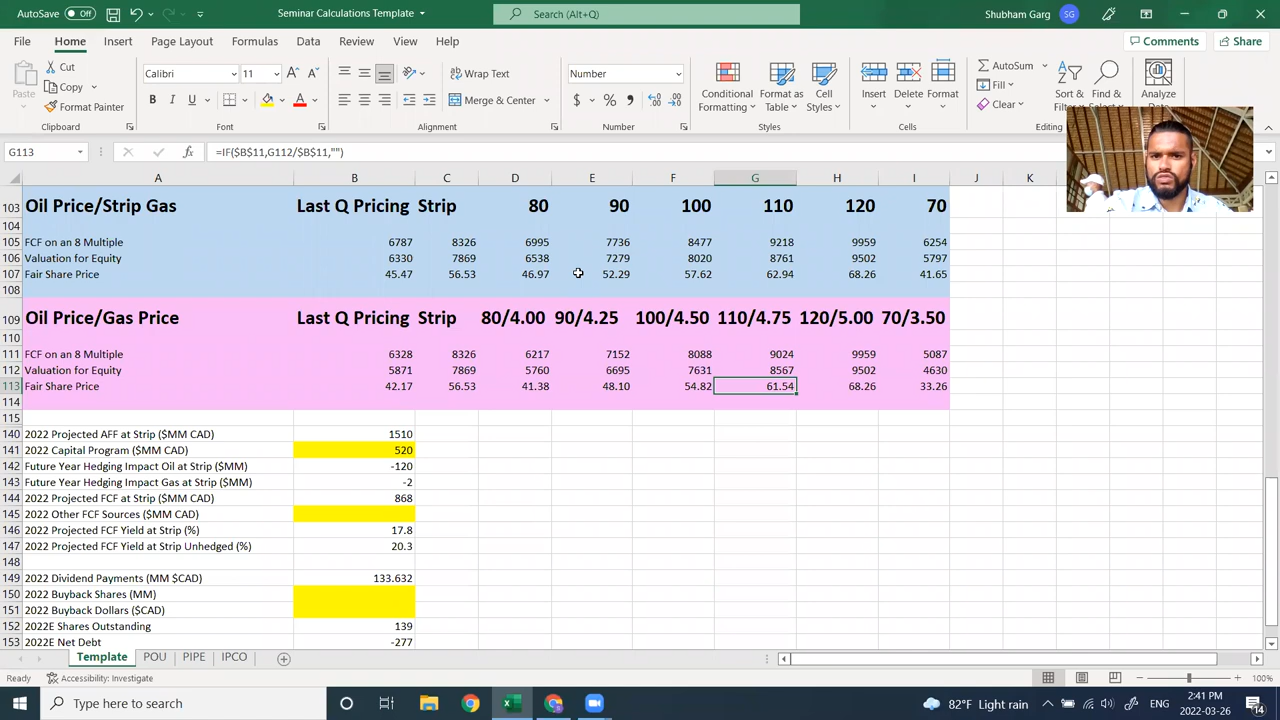 AutoSave Off Seminar Calculations Template Search (Alt+Q) Shubham Garg SG
File Home Insert Page Layout Formulas Data Review View Help Comments Share
Paste Cut Copy Format Painter Clipboard
Calibri 11 B I U Font
Wrap Text Merge & Center Alignment
Number $ % Number
Conditional Formatting Format as Table Cell Styles Styles
Insert Delete Format Cells
AutoSum Fill Clear Sort & Find & Select Editing
Analyze
G113 fx =IF($B$11,G112/$B$11,"")
A B C D E F G H I J K
103 Oil Price/Strip Gas Last Q Pricing Strip 80 90 100 110 120 70
104
105 FCF on an 8 Multiple 6787 8326 6995 7736 8477 9218 9959 6254
106 Valuation for Equity 6330 7869 6538 7279 8020 8761 9502 5797
107 Fair Share Price 45.47 56.53 46.97 52.29 57.62 62.94 68.26 41.65
108
109 Oil Price/Gas Price Last Q Pricing Strip 80/4.00 90/4.25 100/4.50 110/4.75 120/5.00 70/3.50
110
111 FCF on an 8 Multiple 6328 8326 6217 7152 8088 9024 9959 5087
112 Valuation for Equity 5871 7869 5760 6695 7631 8567 9502 4630
113 Fair Share Price 42.17 56.53 41.38 48.10 54.82 61.54 68.26 33.26
114
115
140 2022 Projected AFF at Strip ($MM CAD) 1510
141 2022 Capital Program ($MM CAD) 520
142 Future Year Hedging Impact Oil at Strip ($MM) -120
143 Future Year Hedging Impact Gas at Strip ($MM) -2
144 2022 Projected FCF at Strip ($MM CAD) 868
145 2022 Other FCF Sources ($MM CAD)
146 2022 Projected FCF Yield at Strip (%) 17.8
147 2022 Projected FCF Yield at Strip Unhedged (%) 20.3
148
149 2022 Dividend Payments (MM $CAD) 133.632
150 2022 Buyback Shares (MM)
151 2022 Buyback Dollars ($CAD)
152 2022E Shares Outstanding 139
153 2022E Net Debt -277
Template POU PIPE IPCO
Ready Accessibility: Investigate 100%
Type here to search 82°F Light rain ENG 2:41 PM 2022-03-26 14